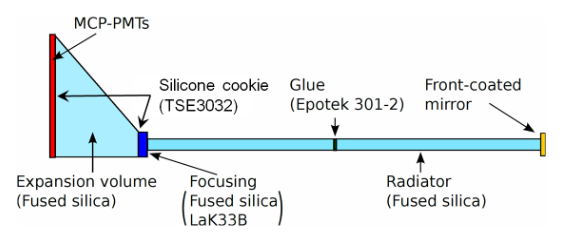 MCP-PMTs
Silicone cookie
(TSE3032)
Glue
(Epotek 301-2)
Front-coated
mirror
Expansion volume
(Fused silica)
Focusing
(Fused silica
LaK33B)
Radiator
(Fused silica)